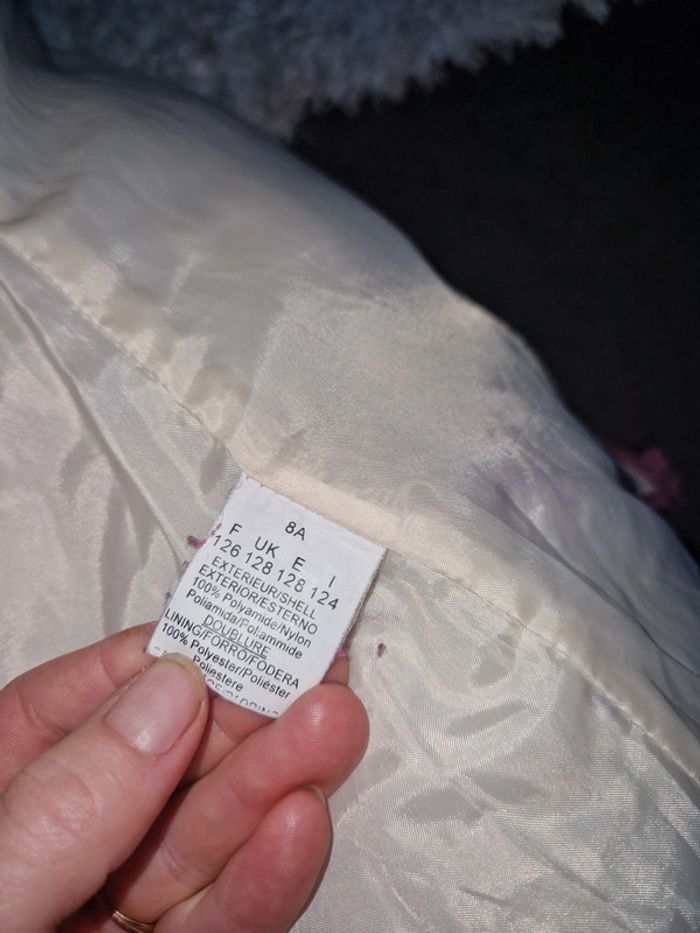 8A
F UK E I
126 128 128 124
EXTERIEUR/SHELL
EXTERIOR/ESTERNO
100% Polyamide/Nylon
Poliamida/Poliammide
DOUBLURE
LINING/FORRO/FODERA
100% Polyester/Poliéster
Poliestere